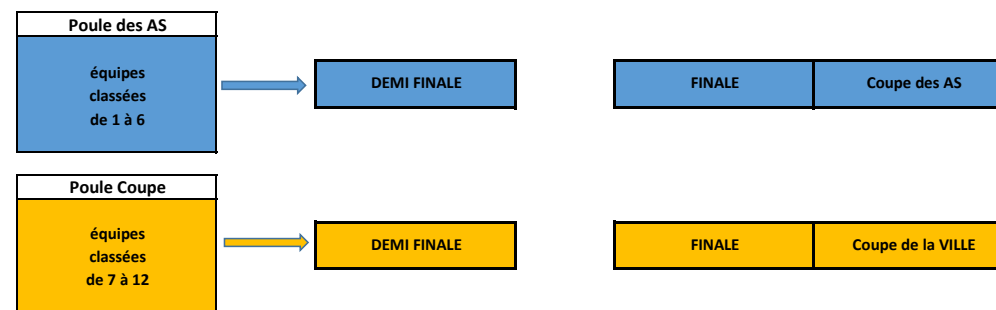 Poule des AS
équipes
classées
de 1 à 6
DEMI FINALE
FINALE
Coupe des AS
Poule Coupe
équipes
classées
de 7 à 12
DEMI FINALE
FINALE
Coupe de la VILLE